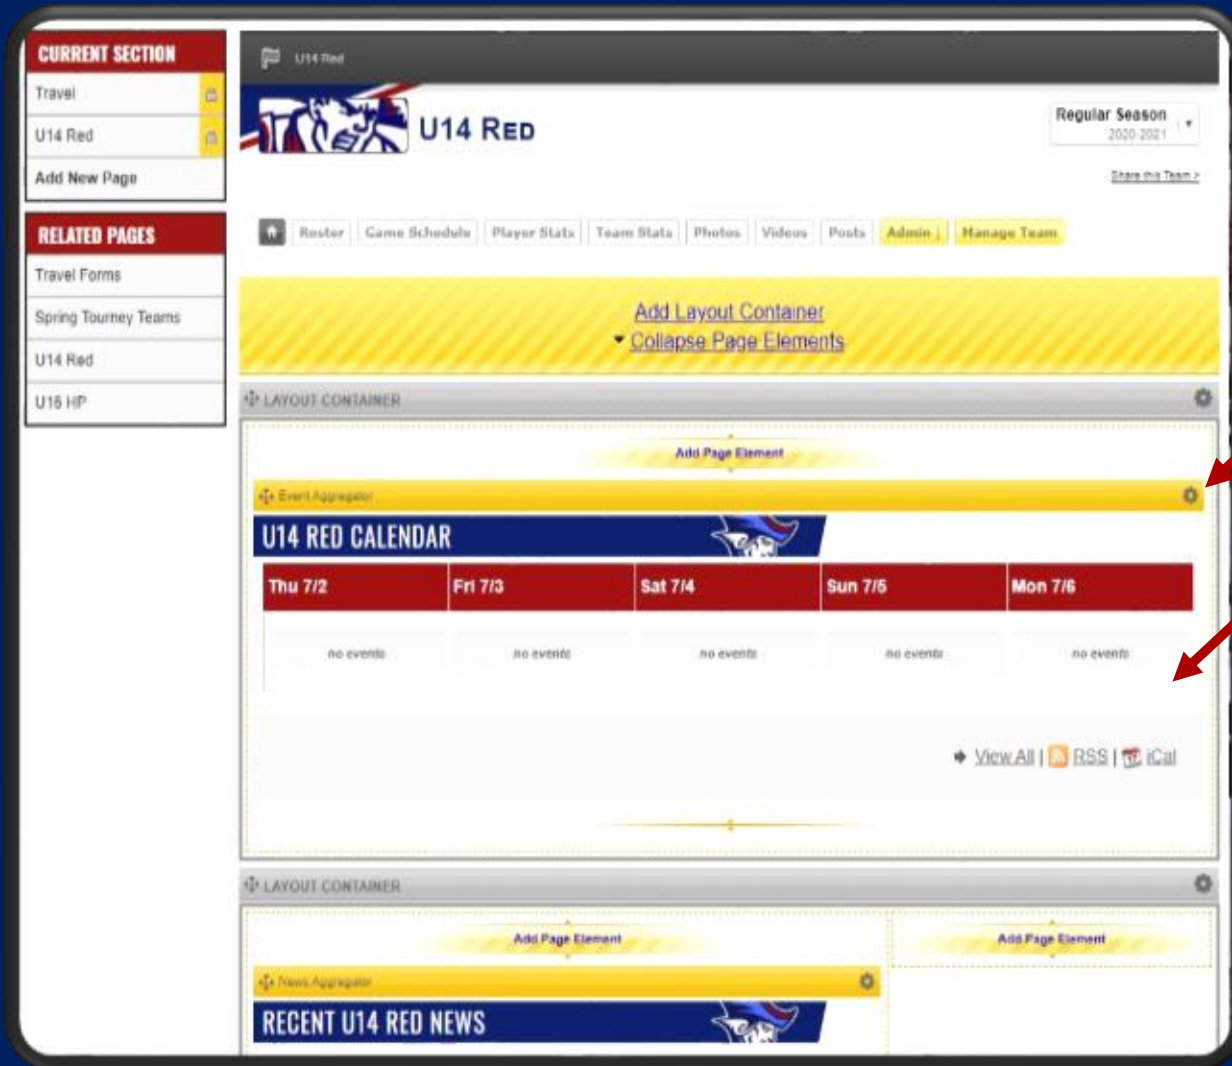 CURRENT SECTION
Travel
U14 Red
Add New Page
RELATED PAGES
Travel Forms
Spring Tourney Teams
U14 Red
U16 HP
U14 Red
U14 RED
Regular Season
2020-2021
Share this Team >
Roster Game Schedule Player Stats Team Stats Photos Videos Posts Admin ↓ Manage Team
Add Layout Container
Collapse Page Elements
LAYOUT CONTAINER
Add Page Element
Event Aggregator
U14 RED CALENDAR
Thu 7/2 Fri 7/3 Sat 7/4 Sun 7/5 Mon 7/6
no events no events no events no events no events
View All | RSS | iCal
LAYOUT CONTAINER
Add Page Element Add Page Element
News Aggregator
RECENT U14 RED NEWS